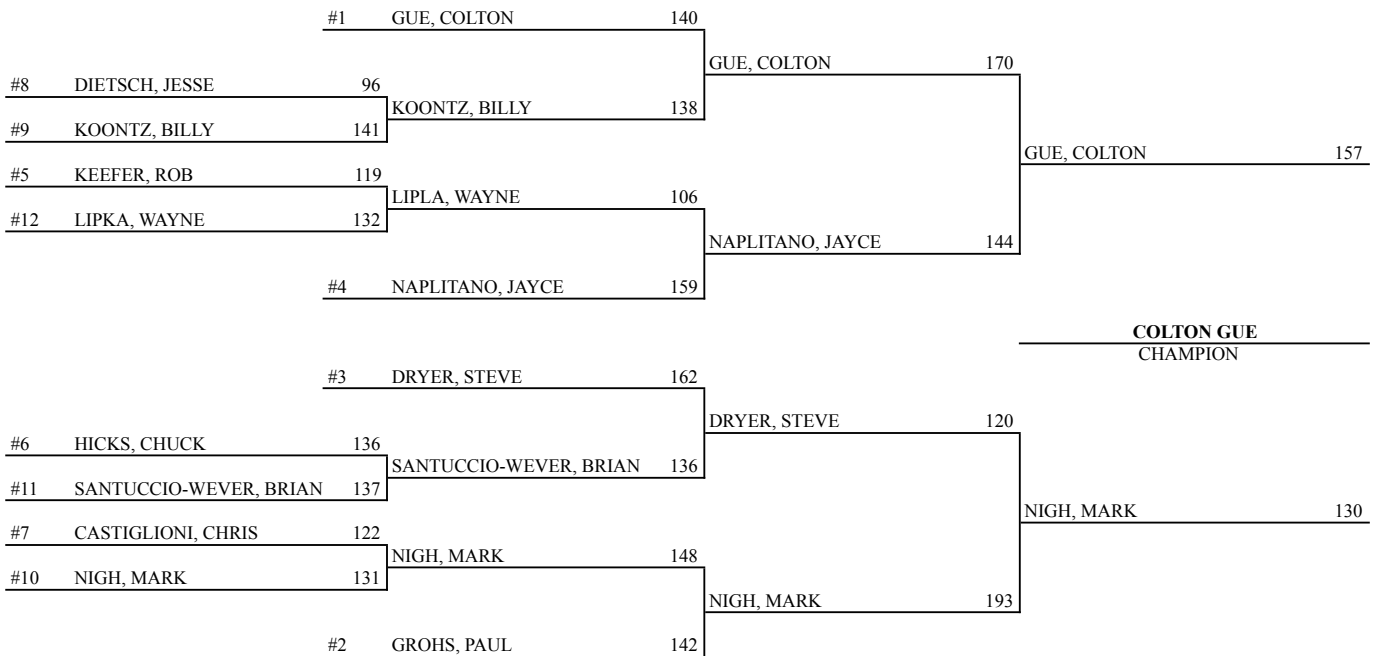 #1 GUE, COLTON 140
GUE, COLTON 170
#8 DIETSCH, JESSE 96
KOONTZ, BILLY 138
#9 KOONTZ, BILLY 141
GUE, COLTON 157
#5 KEEFER, ROB 119
LIPLA, WAYNE 106
#12 LIPKA, WAYNE 132
NAPLITANO, JAYCE 144
#4 NAPLITANO, JAYCE 159
COLTON GUE
CHAMPION
#3 DRYER, STEVE 162
DRYER, STEVE 120
#6 HICKS, CHUCK 136
SANTUCCIO-WEVER, BRIAN 136
#11 SANTUCCIO-WEVER, BRIAN 137
NIGH, MARK 130
#7 CASTIGLIONI, CHRIS 122
NIGH, MARK 148
#10 NIGH, MARK 131
NIGH, MARK 193
#2 GROHS, PAUL 142